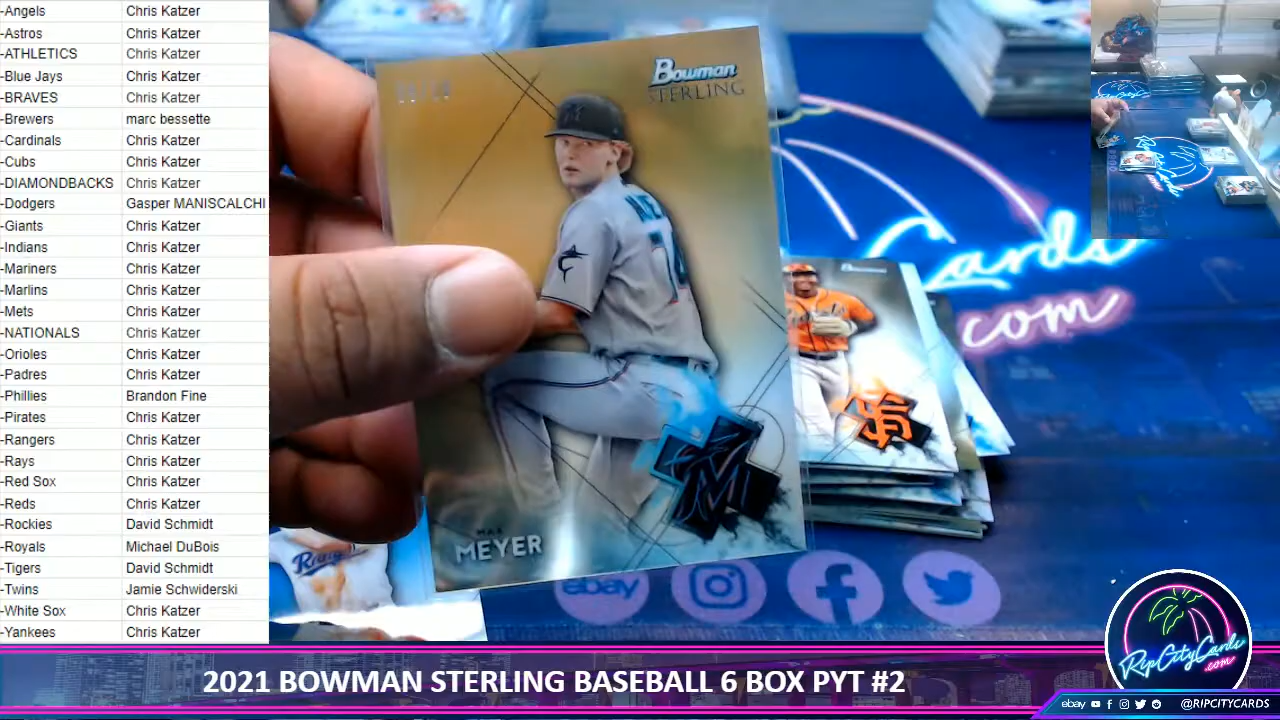 -Angels Chris Katzer
-Astros Chris Katzer
-ATHLETICS Chris Katzer
-Blue Jays Chris Katzer
-BRAVES Chris Katzer
-Brewers marc bessette
-Cardinals Chris Katzer
-Cubs Chris Katzer
-DIAMONDBACKS Chris Katzer
-Dodgers Gasper MANISCALCHI
-Giants Chris Katzer
-Indians Chris Katzer
-Mariners Chris Katzer
-Marlins Chris Katzer
-Mets Chris Katzer
-NATIONALS Chris Katzer
-Orioles Chris Katzer
-Padres Chris Katzer
-Phillies Brandon Fine
-Pirates Chris Katzer
-Rangers Chris Katzer
-Rays Chris Katzer
-Red Sox Chris Katzer
-Reds Chris Katzer
-Rockies David Schmidt
-Royals Michael DuBois
-Tigers David Schmidt
-Twins Jamie Schwiderski
-White Sox Chris Katzer
-Yankees Chris Katzer
Bowman
STERLING
74
M
MAX
MEYER
Cards
com
SF
ebay
RipCityCards
.com
2021 BOWMAN STERLING BASEBALL 6 BOX PYT #2
ebay @RIPCITYCARDS